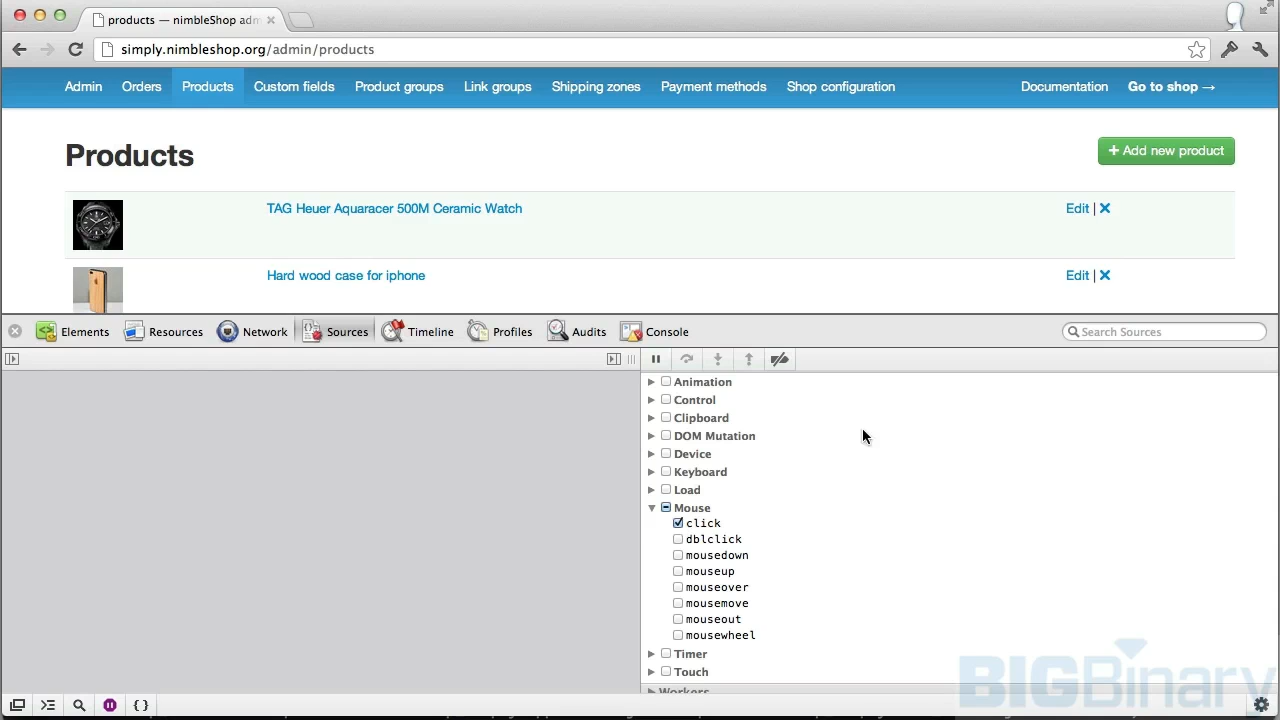 products — nimbleShop adm
simply.nimbleshop.org/admin/products
Admin Orders Products Custom fields Product groups Link groups Shipping zones Payment methods Shop configuration Documentation Go to shop →
Products
+ Add new product
TAG Heuer Aquaracer 500M Ceramic Watch Edit | ✕
Hard wood case for iphone Edit | ✕
Elements Resources Network Sources Timeline Profiles Audits Console Search Sources
Animation
Control
Clipboard
DOM Mutation
Device
Keyboard
Load
Mouse
click
dblclick
mousedown
mouseup
mouseover
mousemove
mouseout
mousewheel
Timer
Touch
Workers
BIGBinary
{ }